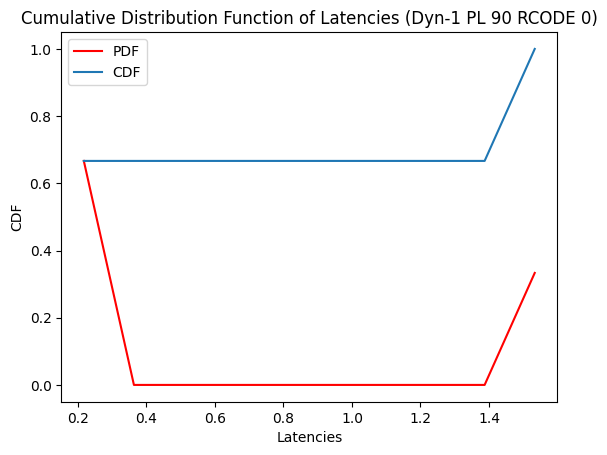 Cumulative Distribution Function of Latencies (Dyn-1 PL 90 RCODE 0)
PDF
CDF
CDF
1.0
0.8
0.6
0.4
0.2
0.0
0.2 0.4 0.6 0.8 1.0 1.2 1.4
Latencies